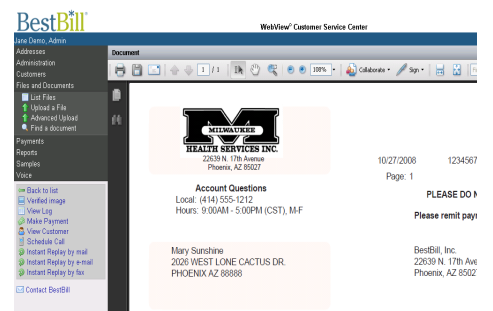 BestBill
WebView® Customer Service Center
Jane Demo, Admin
Addresses
Administration
Customers
Files and Documents
List Files
Upload a File
Advanced Upload
Find a document
Payments
Reports
Samples
Voice
Back to list
Verified image
View Log
Make Payment
View Customer
Schedule Call
Instant Replay by mail
Instant Replay by e-mail
Instant Replay by fax
Contact BestBill
Document
1 / 1
108%
Collaborate
Sign
MILWAUKEE
HEALTH SERVICES INC.
22639 N. 17th Avenue
Phoenix, AZ 85027
10/27/2008 1234567
Page: 1
Account Questions
Local: (414) 555-1212
Hours: 9:00AM - 5:00PM (CST), M-F
PLEASE DO N
Please remit payr
Mary Sunshine
2026 WEST LONE CACTUS DR.
PHOENIX AZ 88888
BestBill, Inc.
22639 N. 17th Ave
Phoenix, AZ 85027